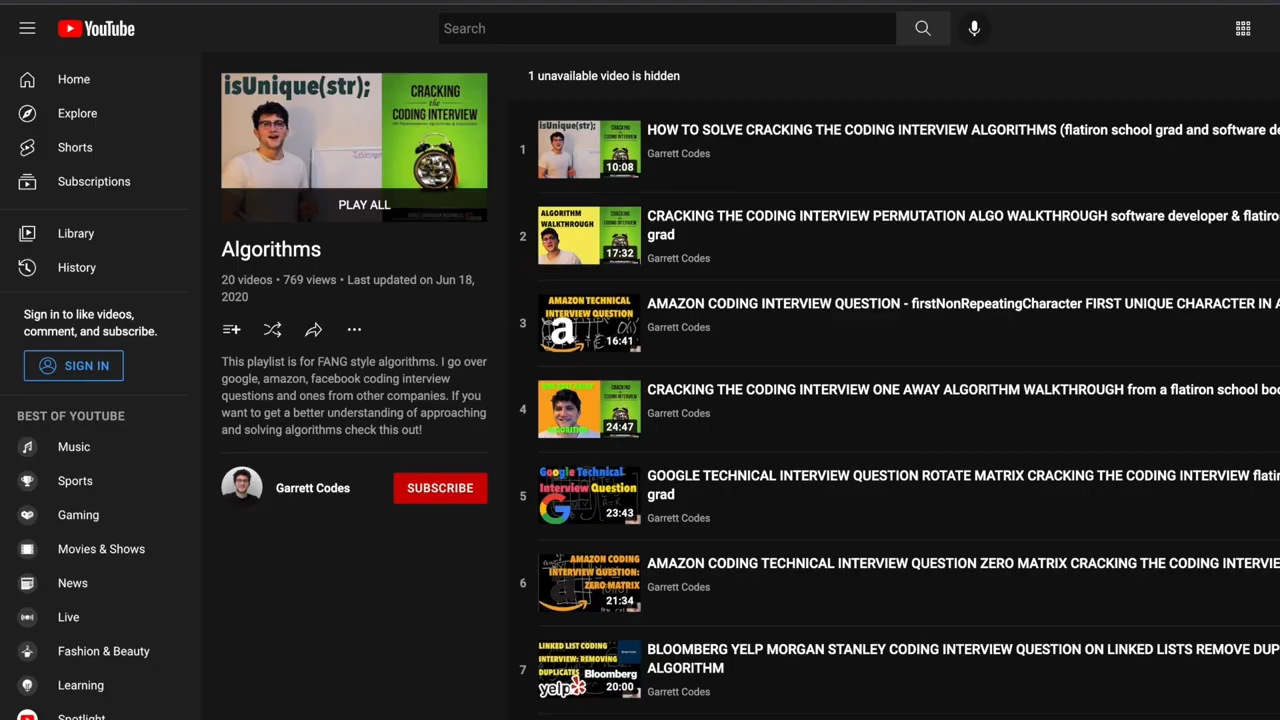 YouTube
Search
Home
Explore
Shorts
Subscriptions
Library
History
Sign in to like videos,
comment, and subscribe.
SIGN IN
BEST OF YOUTUBE
Music
Sports
Gaming
Movies & Shows
News
Live
Fashion & Beauty
Learning
Spotlight
isUnique(str);
CRACKING
the
CODING INTERVIEW
PLAY ALL
Algorithms
20 videos • 769 views • Last updated on Jun 18,
2020
This playlist is for FANG style algorithms. I go over
google, amazon, facebook coding interview
questions and ones from other companies. If you
want to get a better understanding of approaching
and solving algorithms check this out!
Garrett Codes
SUBSCRIBE
1 unavailable video is hidden
1
isUnique(str);
10:08
HOW TO SOLVE CRACKING THE CODING INTERVIEW ALGORITHMS (flatiron school grad and software de
Garrett Codes
2
ALGORITHM
WALKTHROUGH
17:32
CRACKING THE CODING INTERVIEW PERMUTATION ALGO WALKTHROUGH software developer & flatiro
grad
Garrett Codes
3
AMAZON TECHNICAL
INTERVIEW QUESTION
a
16:41
AMAZON CODING INTERVIEW QUESTION - firstNonRepeatingCharacter FIRST UNIQUE CHARACTER IN A
Garrett Codes
4
24:47
CRACKING THE CODING INTERVIEW ONE AWAY ALGORITHM WALKTHROUGH from a flatiron school boo
Garrett Codes
5
Google Technical
Interview Question
G
23:43
GOOGLE TECHNICAL INTERVIEW QUESTION ROTATE MATRIX CRACKING THE CODING INTERVIEW flatir
grad
Garrett Codes
6
AMAZON CODING
INTERVIEW QUESTION:
ZERO MATRIX
21:34
AMAZON CODING TECHNICAL INTERVIEW QUESTION ZERO MATRIX CRACKING THE CODING INTERVIE
Garrett Codes
7
LINKED LIST CODING
INTERVIEW: REMOVING
DUPLICATES
Bloomberg
yelp
20:00
BLOOMBERG YELP MORGAN STANLEY CODING INTERVIEW QUESTION ON LINKED LISTS REMOVE DUP
ALGORITHM
Garrett Codes